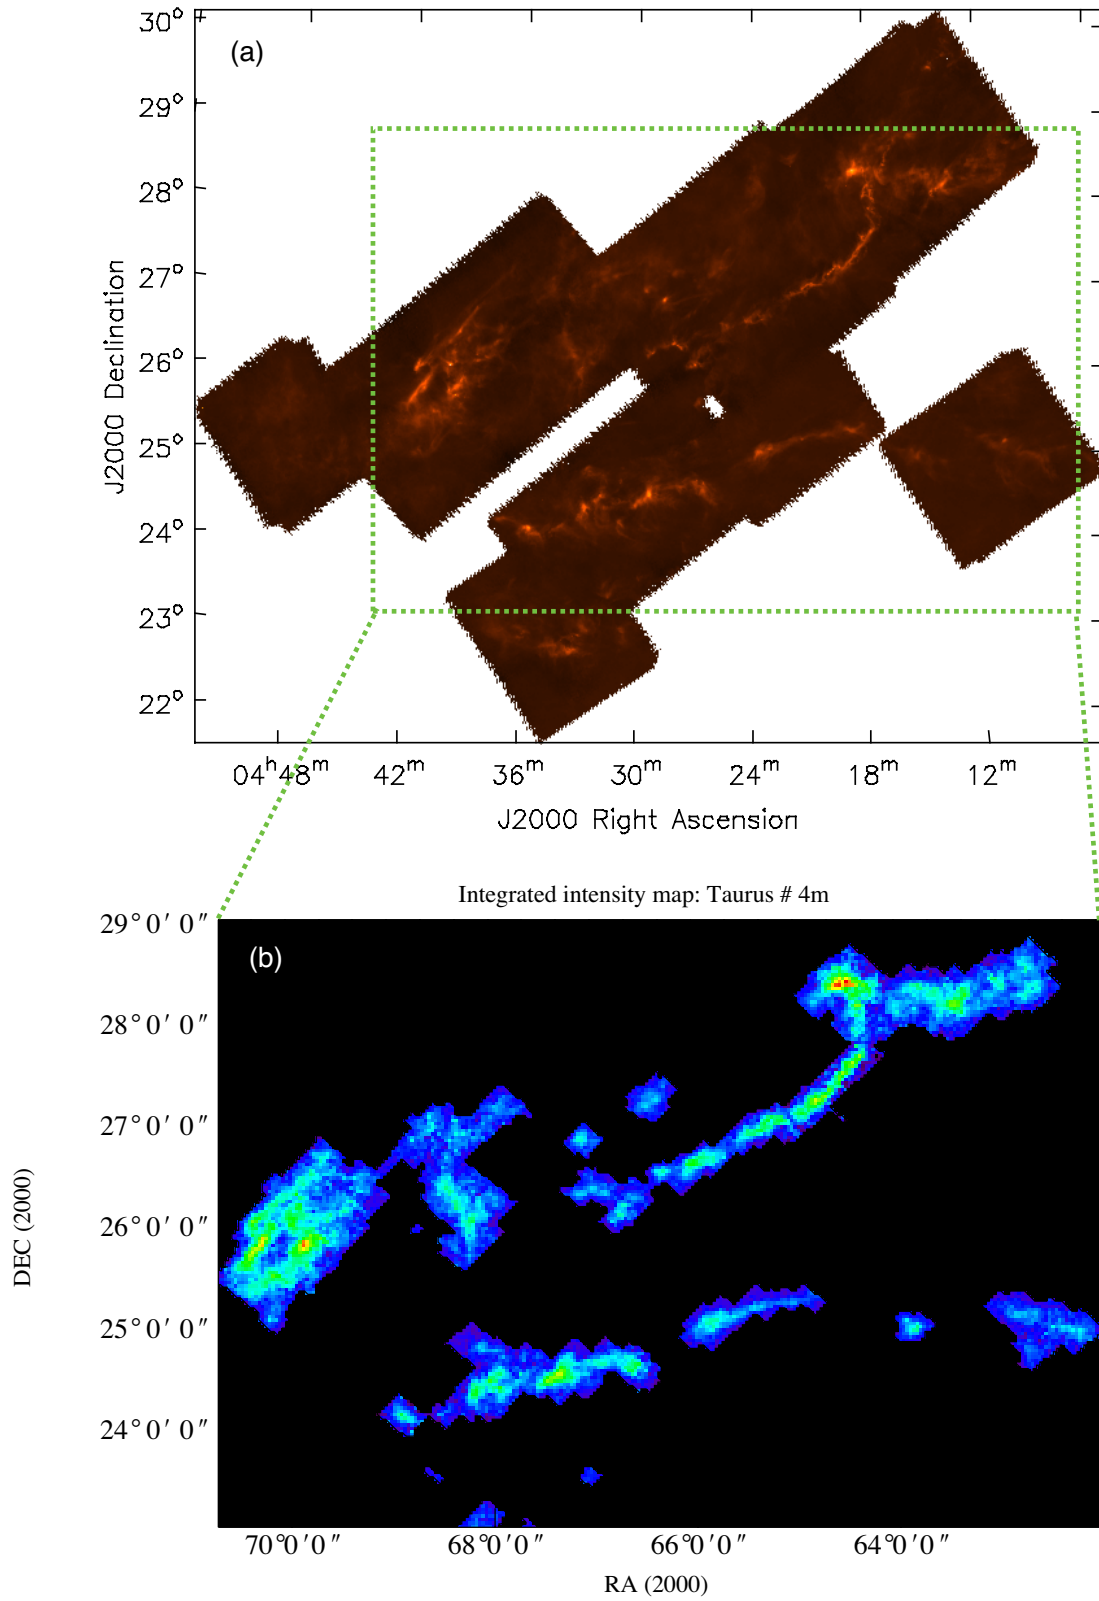 (a)
30°
29°
28°
27°
26°
25°
24°
23°
22°
J2000 Declination
04ʰ48ᵐ 42ᵐ 36ᵐ 30ᵐ 24ᵐ 18ᵐ 12ᵐ
J2000 Right Ascension
Integrated intensity map: Taurus # 4m
(b)
29°0′0″
28°0′0″
27°0′0″
26°0′0″
25°0′0″
24°0′0″
DEC (2000)
70°0′0″ 68°0′0″ 66°0′0″ 64°0′0″
RA (2000)